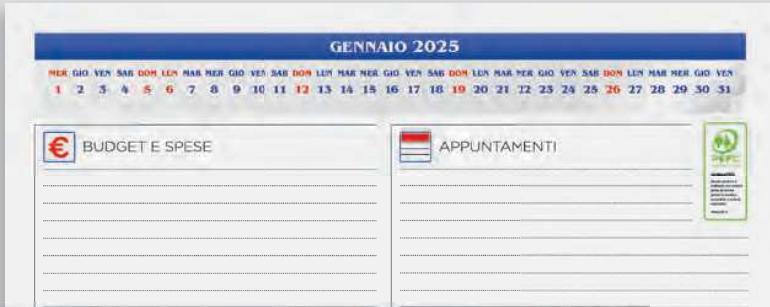 GENNAIO 2025
MER GIO VEN SAB DOM LUN MAR MER GIO VEN SAB DOM LUN MAR MER GIO VEN SAB DOM LUN MAR MER GIO VEN SAB DOM LUN MAR MER GIO VEN
1 2 3 4 5 6 7 8 9 10 11 12 13 14 15 16 17 18 19 20 21 22 23 24 25 26 27 28 29 30 31
BUDGET E SPESE
APPUNTAMENTI
PEFC